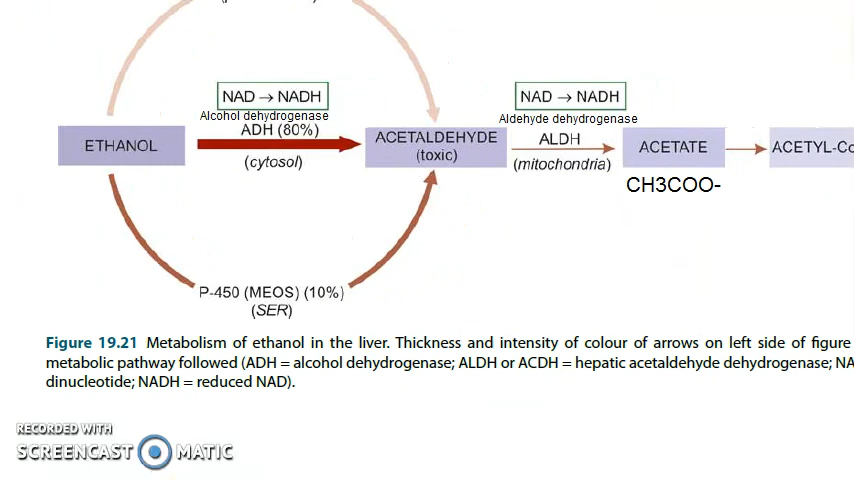 NAD → NADH
NAD → NADH
Alcohol dehydrogenase
Aldehyde dehydrogenase
ETHANOL
ADH (80%)
(cytosol)
ACETALDEHYDE
(toxic)
ALDH
(mitochondria)
ACETATE
ACETYL-Co
CH3COO-
P-450 (MEOS) (10%)
(SER)
Figure 19.21 Metabolism of ethanol in the liver. Thickness and intensity of colour of arrows on left side of figure
metabolic pathway followed (ADH = alcohol dehydrogenase; ALDH or ACDH = hepatic acetaldehyde dehydrogenase; NA
dinucleotide; NADH = reduced NAD).
RECORDED WITH
SCREENCAST MATIC